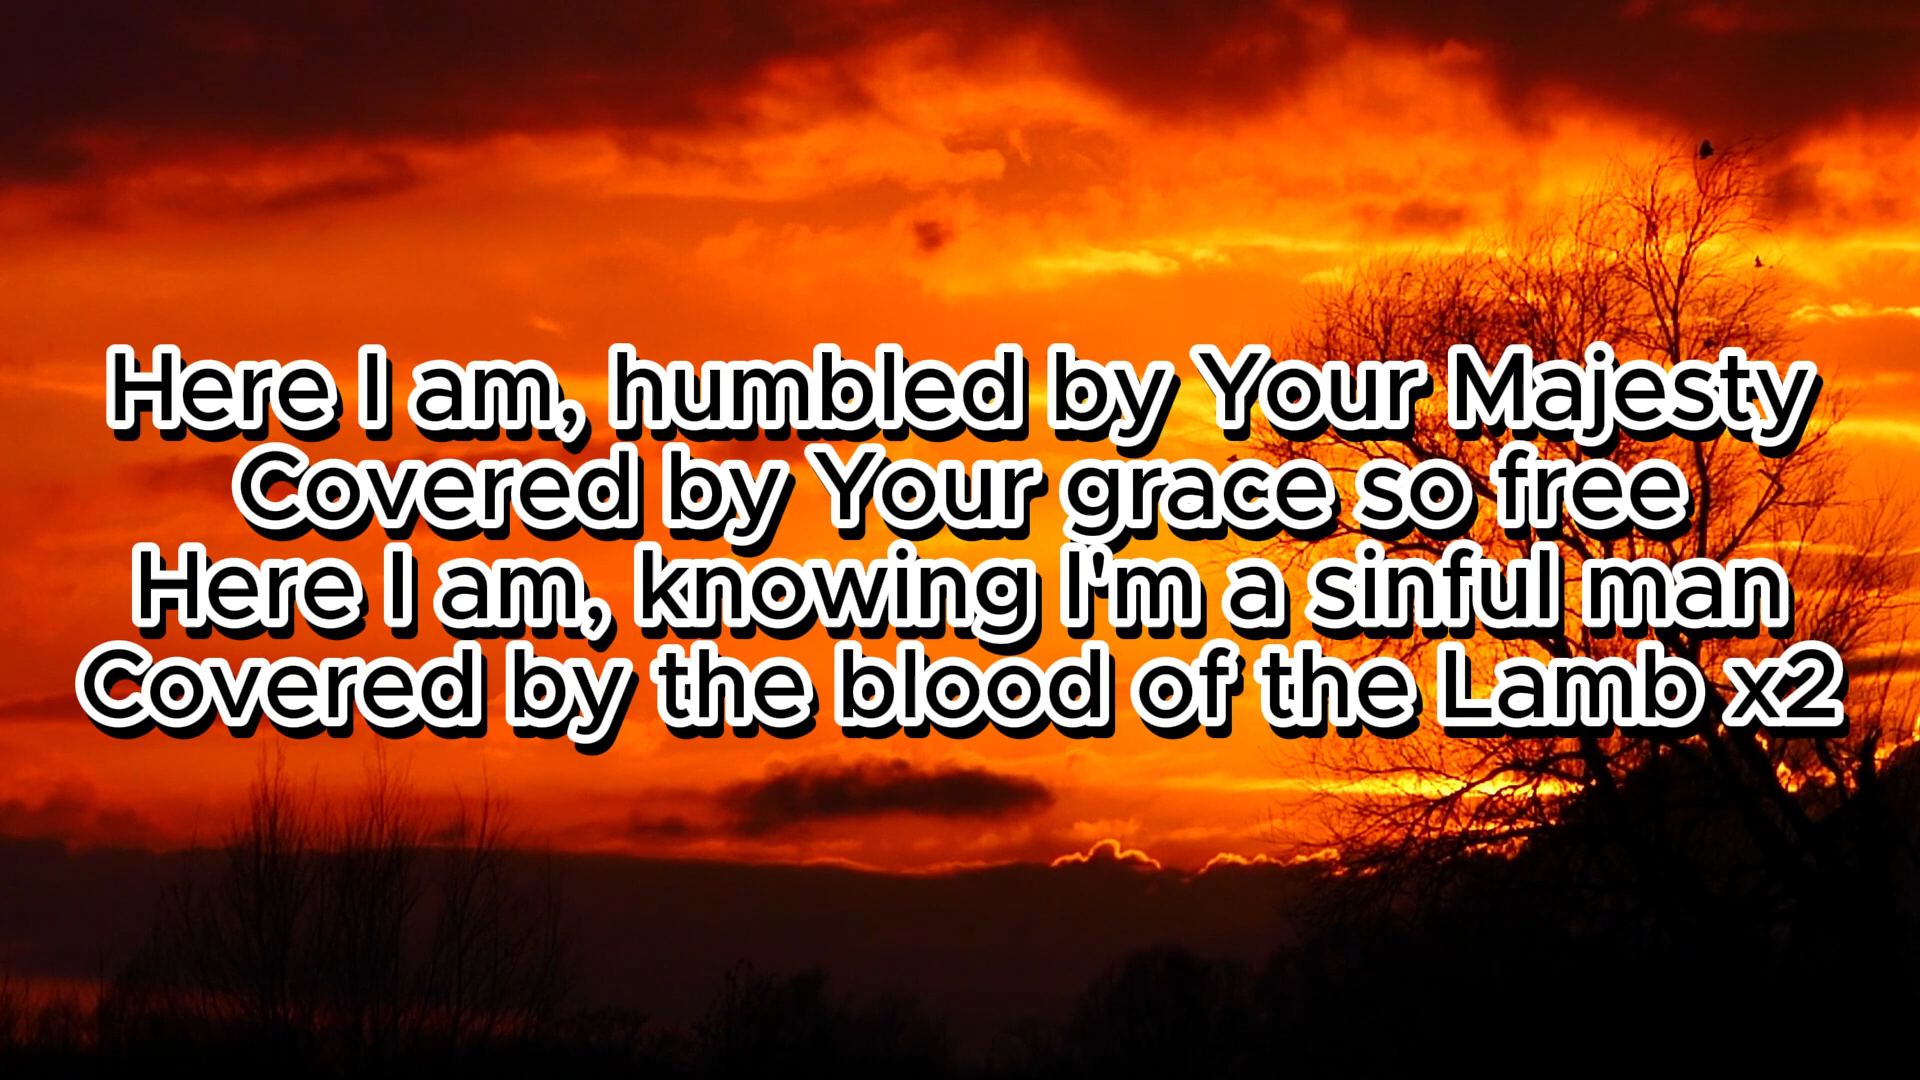 Here I am, humbled by Your Majesty
Covered by Your grace so free
Here I am, knowing I'm a sinful man
Covered by the blood of the Lamb x2